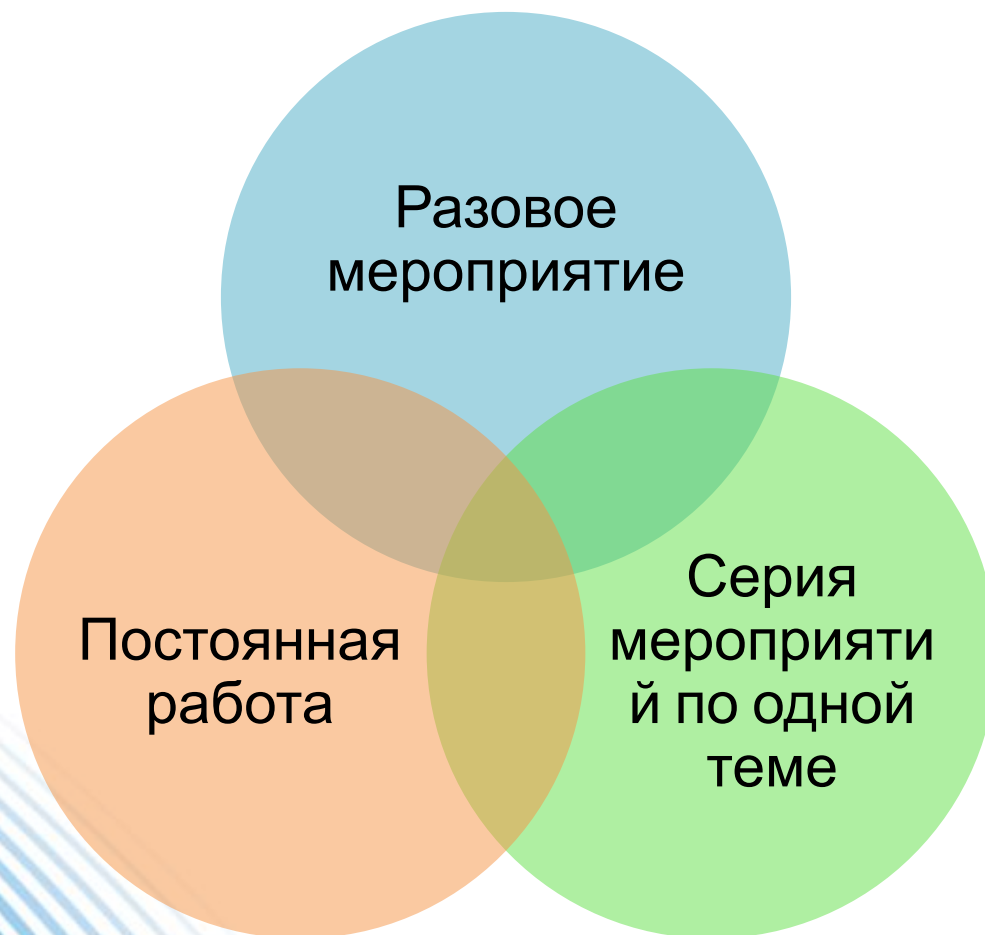 Разовое
мероприятие
Постоянная
работа
Серия
мероприяти
й по одной
теме